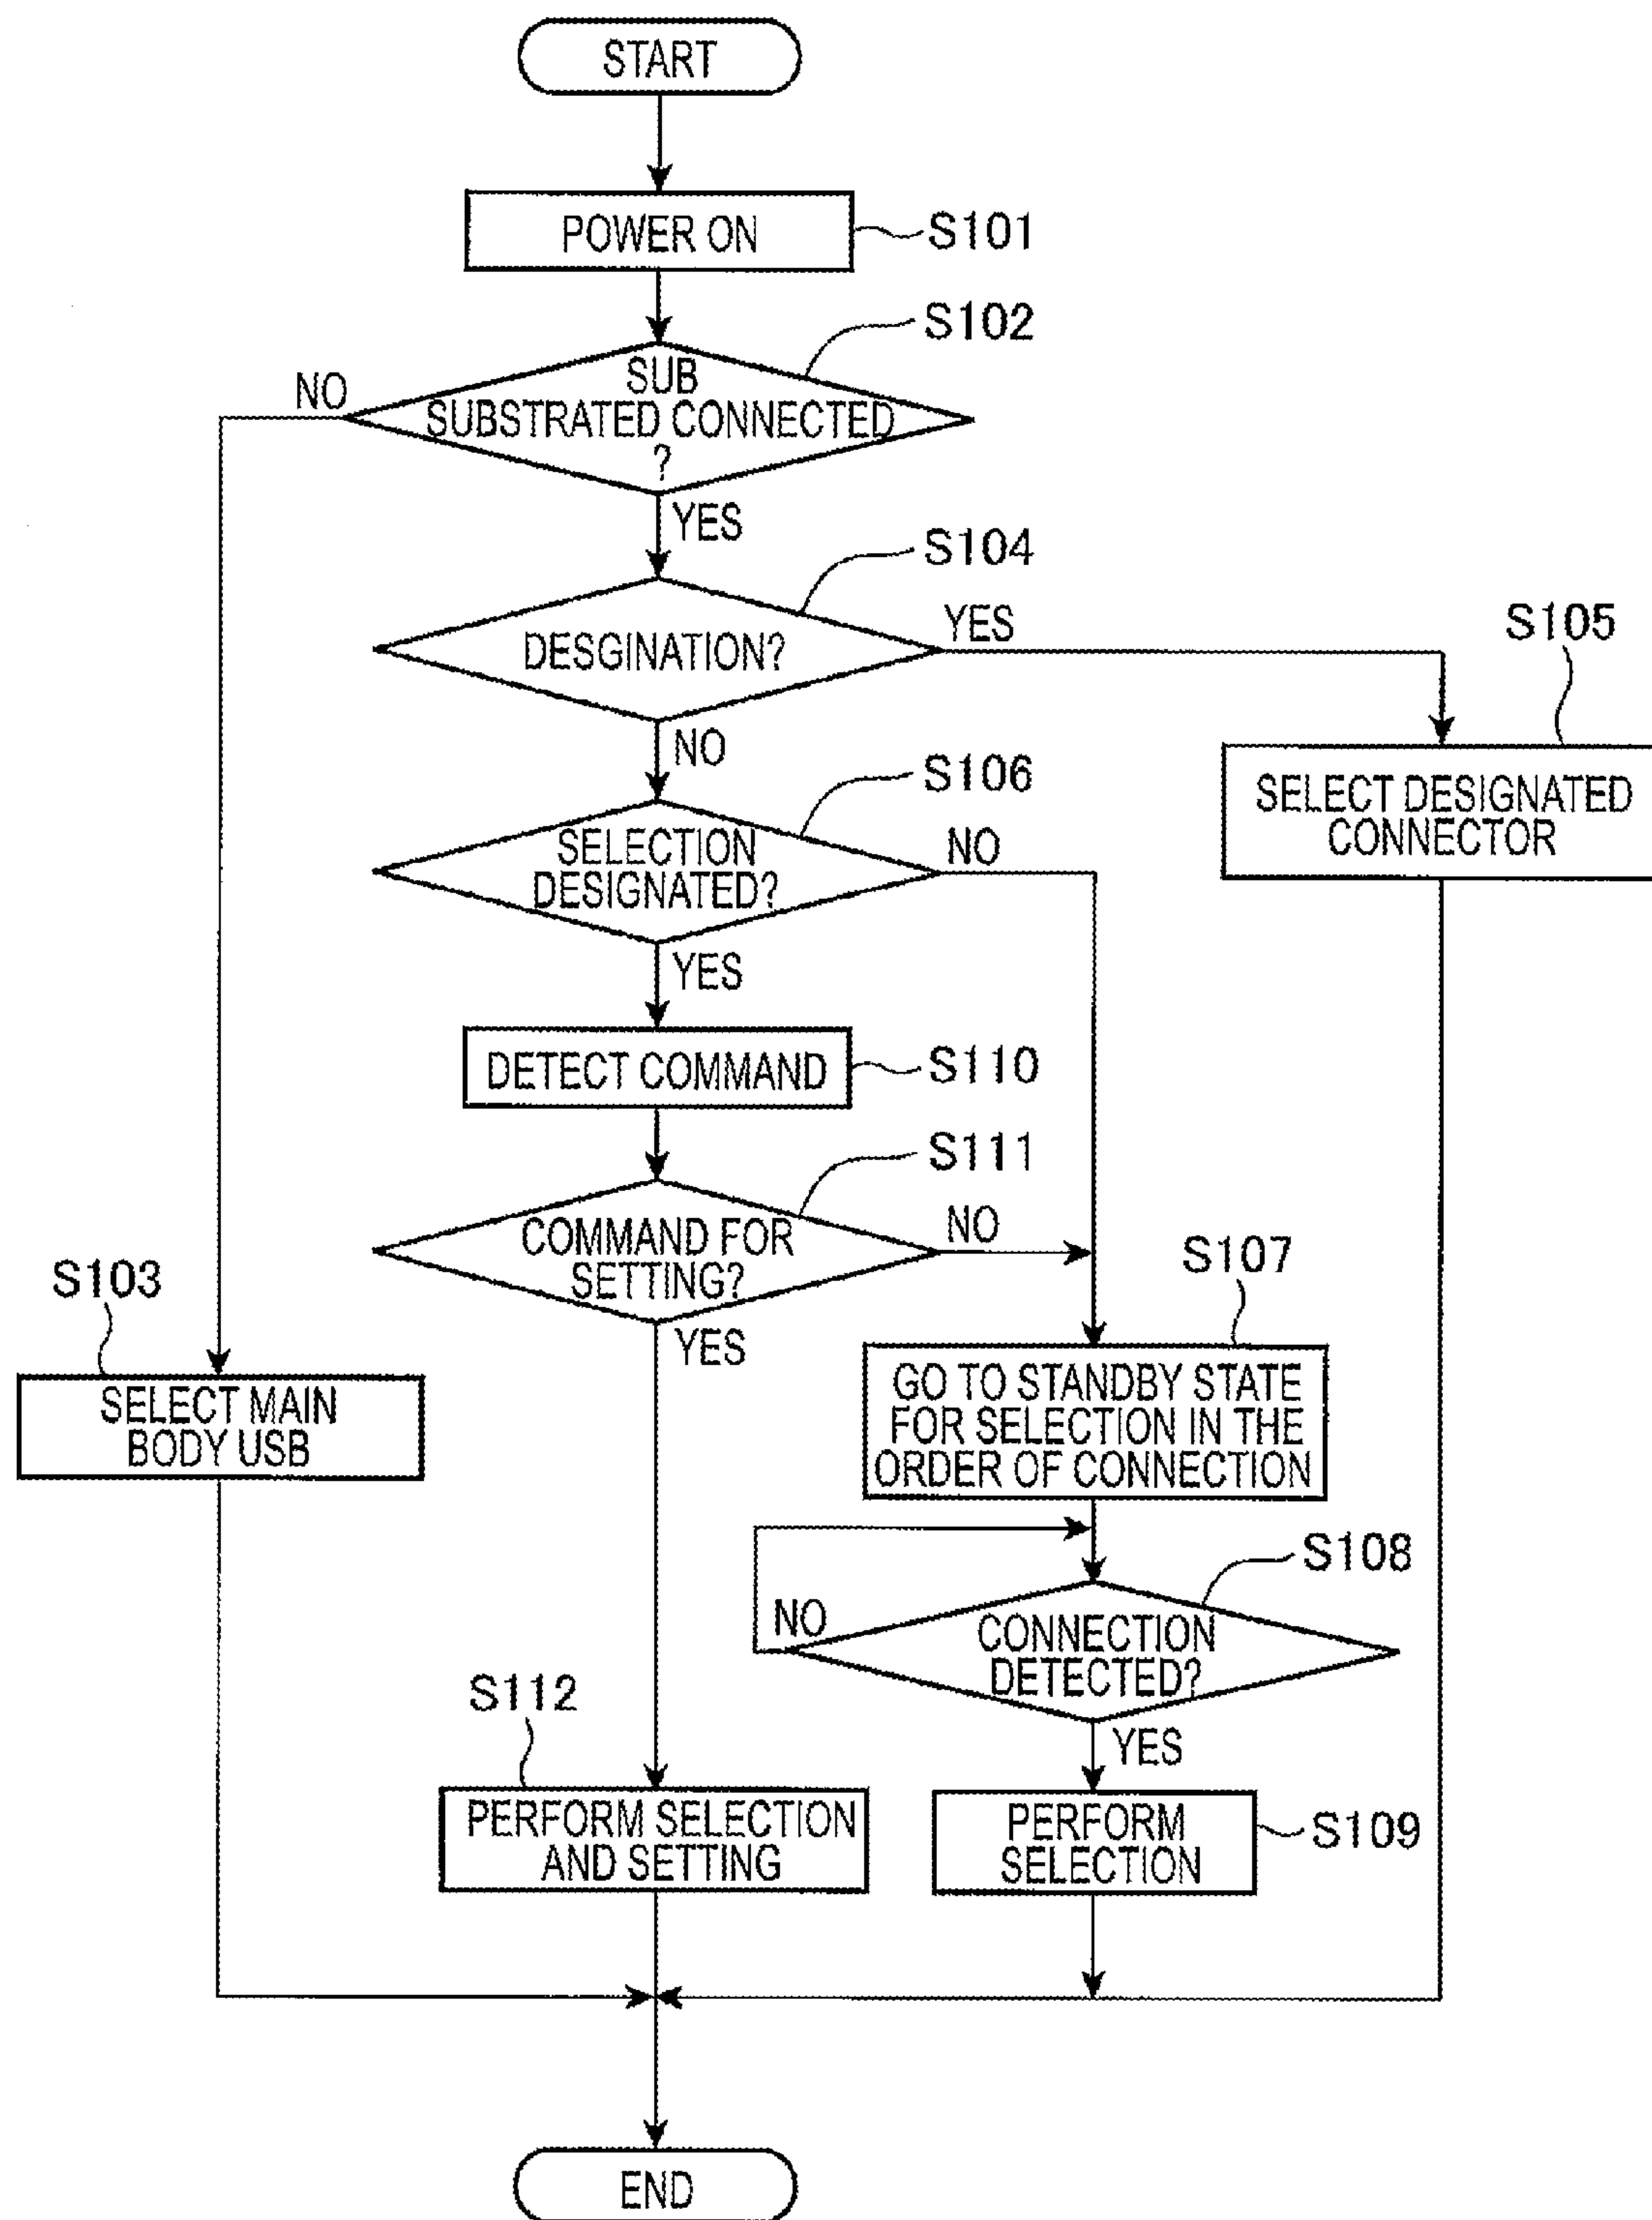 START
POWER ON
S101
S102
SUB
SUBSTRATED CONNECTED
?
NO
YES
S104
DESGINATION?
YES
S105
SELECT DESIGNATED
CONNECTOR
NO
S106
SELECTION
DESIGNATED?
NO
YES
DETECT COMMAND
S110
S111
COMMAND FOR
SETTING?
NO
YES
S103
SELECT MAIN
BODY USB
S107
GO TO STANDBY STATE
FOR SELECTION IN THE
ORDER OF CONNECTION
S108
NO
CONNECTION
DETECTED?
YES
S112
PERFORM SELECTION
AND SETTING
PERFORM
SELECTION
S109
END